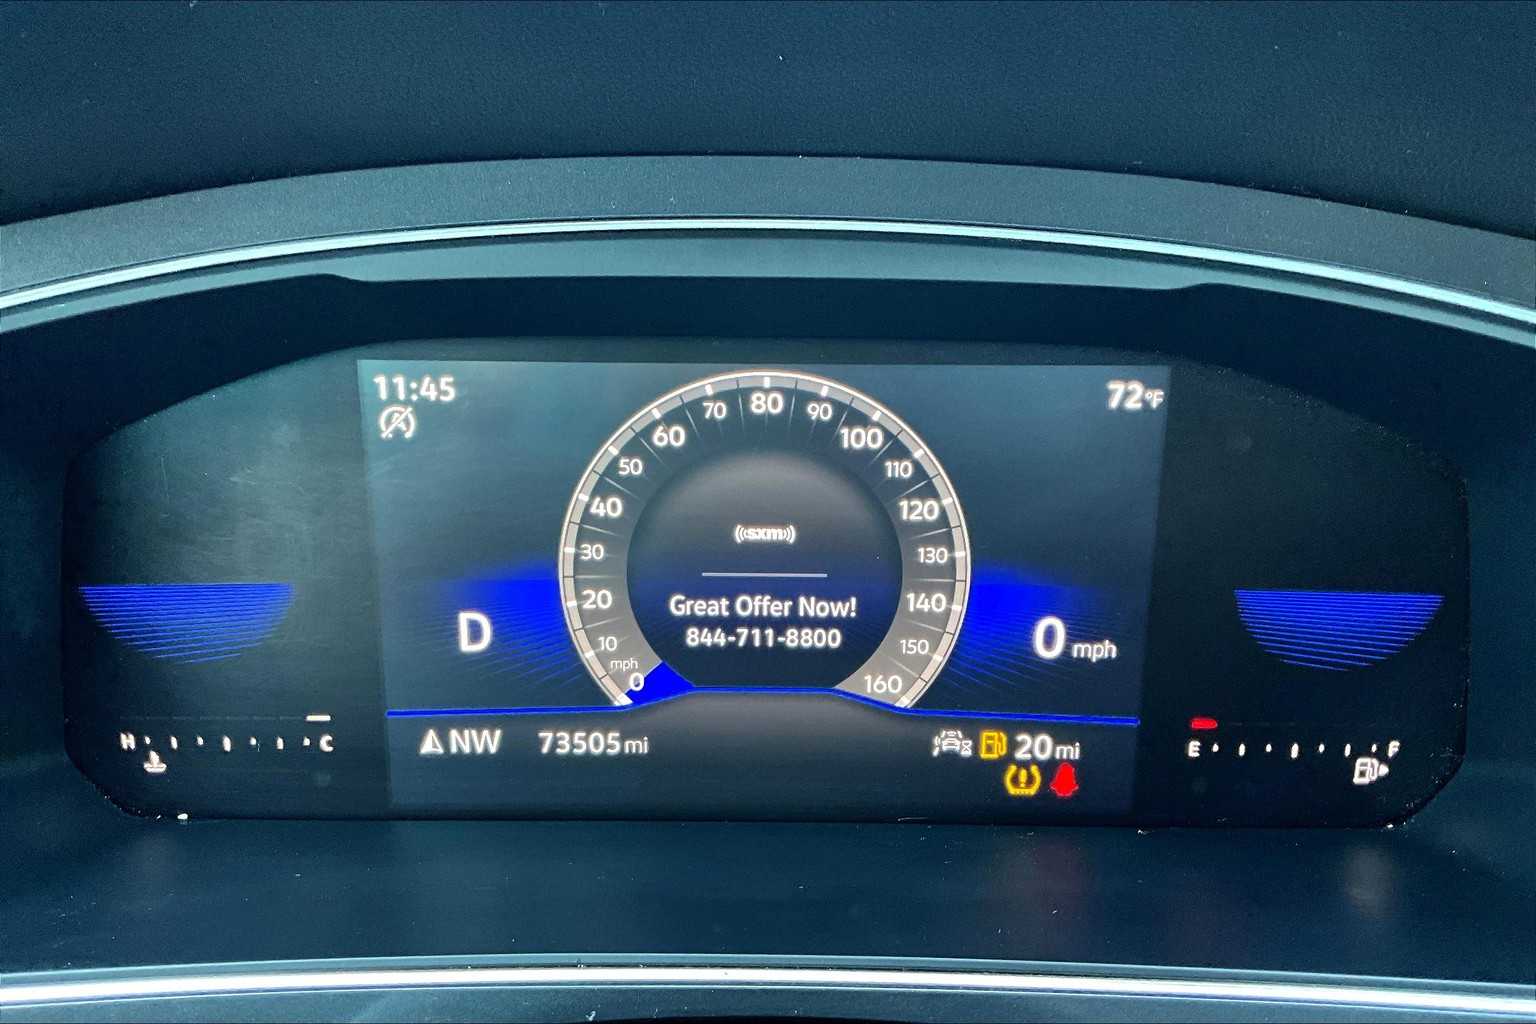 11:45
72°F
80
70 90
60 100
50 110
40 120
30 130
20 140
10 150
mph
0 160
((sxm))
Great Offer Now!
844-711-8800
D
0 mph
NW 73505 mi
20 mi
H C
E F